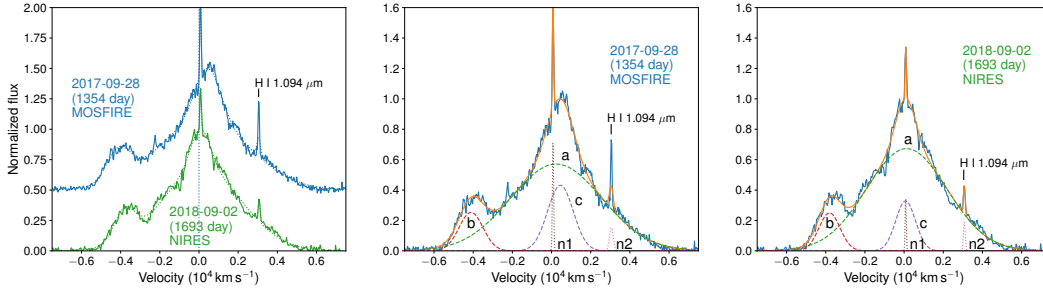 2.00
1.75
1.50
1.25
1.00
0.75
0.50
0.25
0.00
Normalized flux
2017-09-28
(1354 day)
MOSFIRE
H I 1.094 μm
2018-09-02
(1693 day)
NIRES
−0.6 −0.4 −0.2 0.0 0.2 0.4 0.6
Velocity (10⁴ km s⁻¹)
1.6
1.4
1.2
1.0
0.8
0.6
0.4
0.2
0.0
2017-09-28
(1354 day)
MOSFIRE
H I 1.094 μm
a
b
c
n1
n2
−0.6 −0.4 −0.2 0.0 0.2 0.4 0.6
Velocity (10⁴ km s⁻¹)
1.6
1.4
1.2
1.0
0.8
0.6
0.4
0.2
0.0
2018-09-02
(1693 day)
NIRES
H I 1.094 μm
a
b
c
n1
n2
−0.6 −0.4 −0.2 0.0 0.2 0.4 0.6
Velocity (10⁴ km s⁻¹)